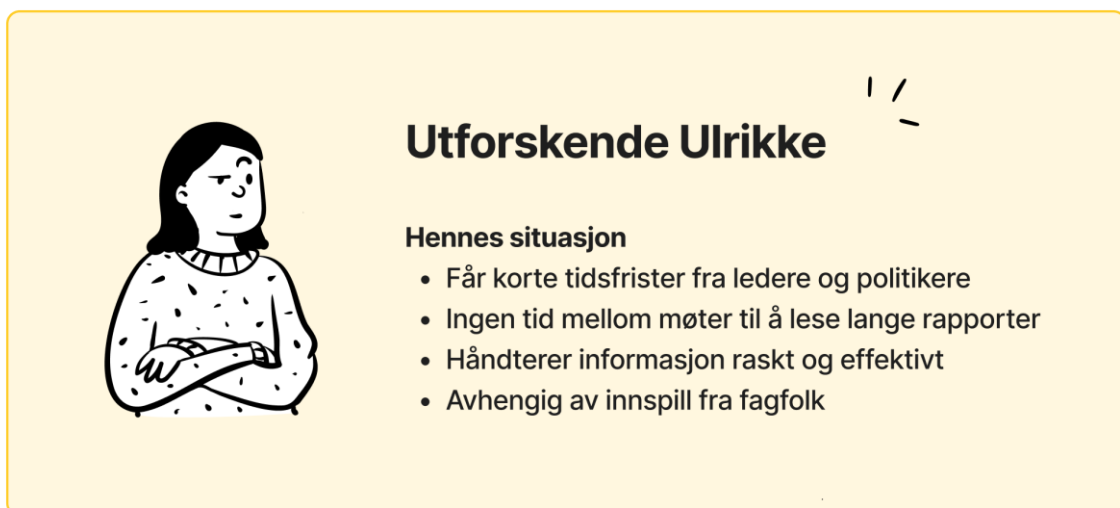 Utforskende Ulrikke
Hennes situasjon
• Får korte tidsfrister fra ledere og politikere
• Ingen tid mellom møter til å lese lange rapporter
• Håndterer informasjon raskt og effektivt
• Avhengig av innspill fra fagfolk